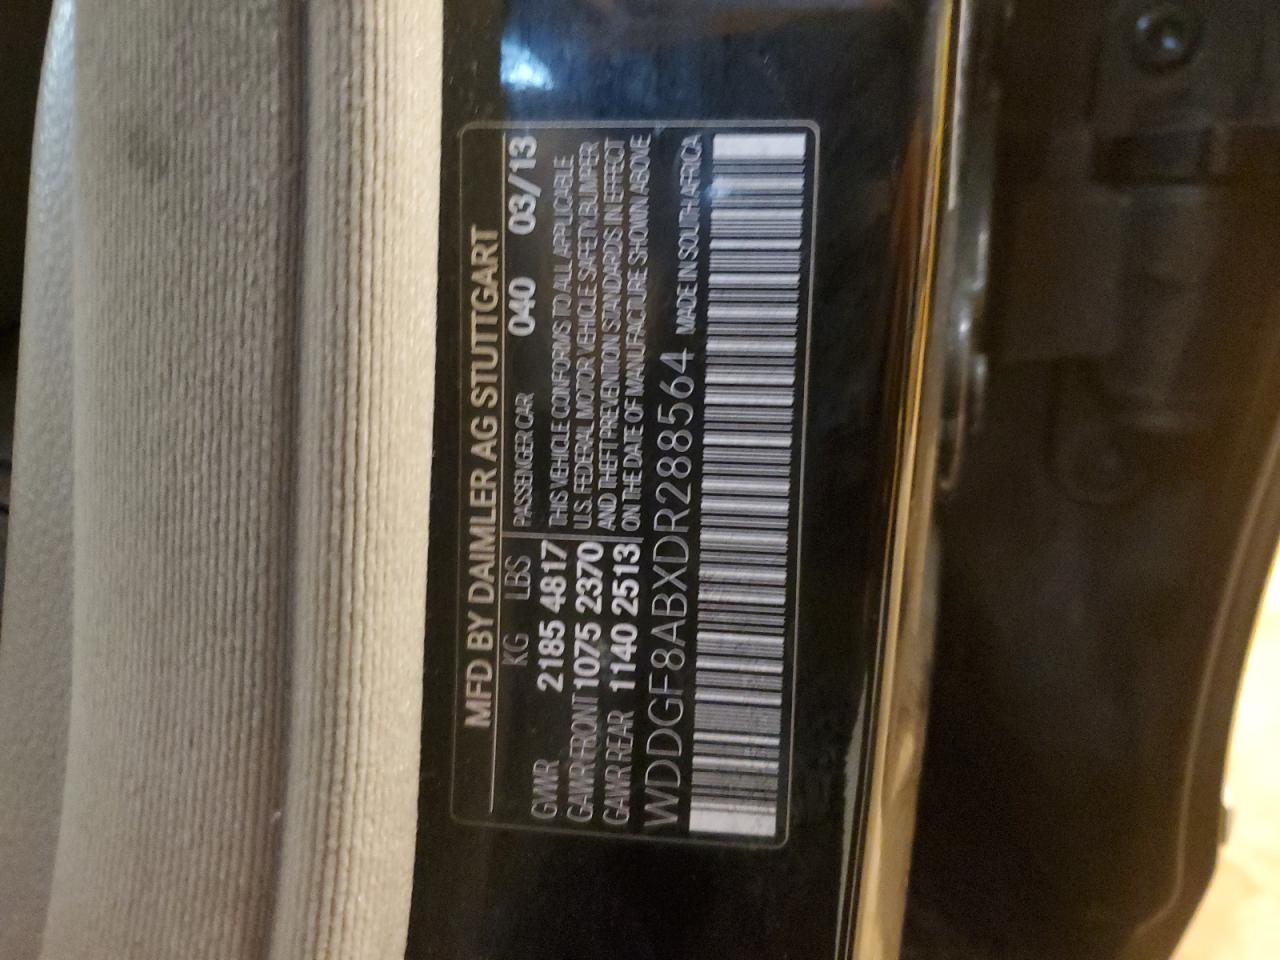 MFD BY DAIMLER AG STUTTGART
KG LBS PASSENGER CAR 040 03/13
GVWR 2185 4817 THIS VEHICLE CONFORMS TO ALL APPLICABLE
GAWR FRONT 1075 2370 U.S. FEDERAL MOTOR VEHICLE SAFETY/BUMPER
GAWR REAR 1140 2513 AND THEFT PREVENTION STANDARDS IN EFFECT
ON THE DATE OF MANUFACTURE SHOWN ABOVE
WDDGF8ABXDR288564 MADE IN SOUTH AFRICA